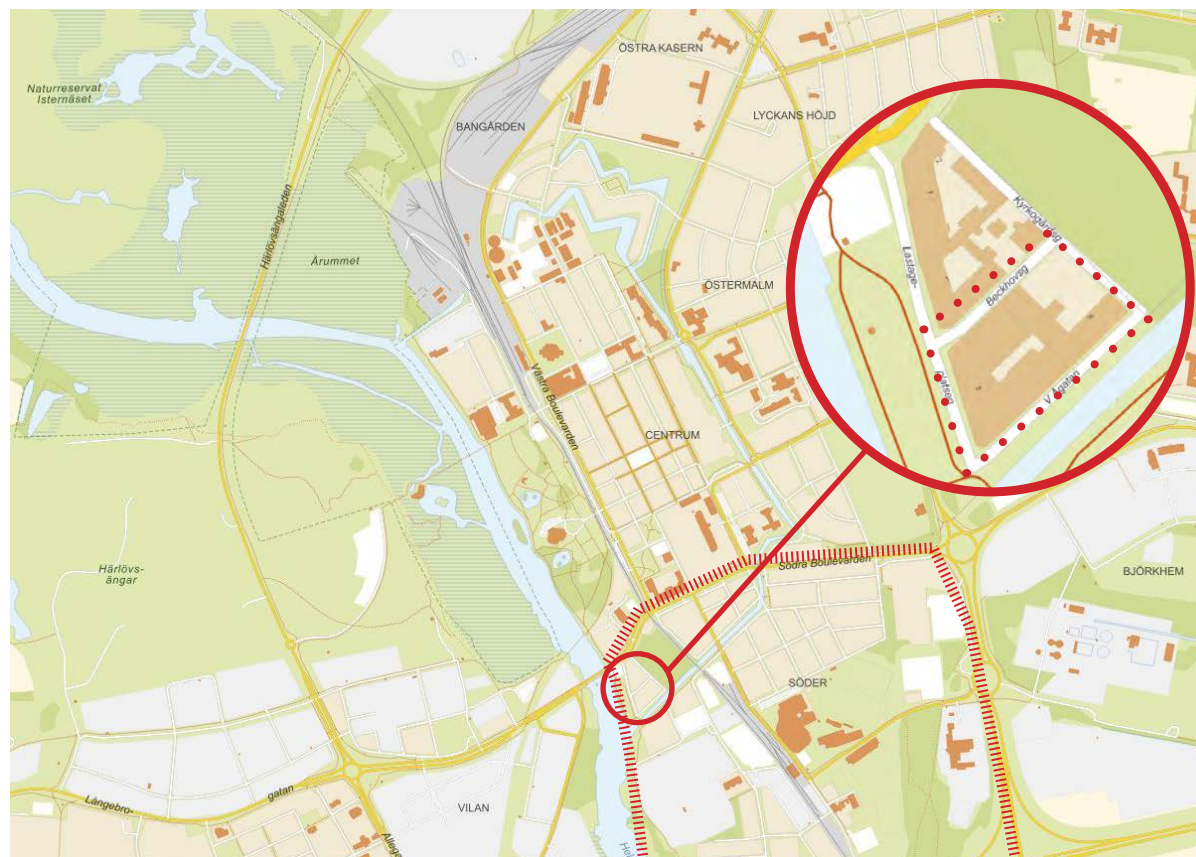 ÖSTRA KASERN
Naturreservat
Isternäset
LYCKANS HÖJD
BANGÅRDEN
Härlövsängaleden
Årummet
ÖSTERMALM
Kyrkogårdsg
Lastage-
Beckhovsg
platsen
V Ågatan
Västra Boulevarden
CENTRUM
Södra Boulevarden
BJÖRKHEM
Härlövs-
ängar
SÖDER
Långebro-
gatan
VILAN